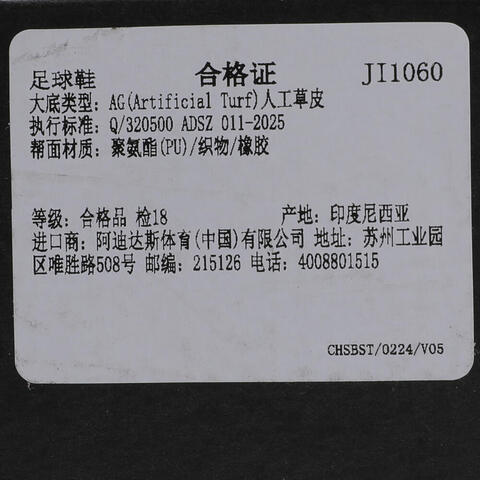 足球鞋 合格证 JI1060
大底类型: AG(Artificial Turf)人工草皮
执行标准: Q/320500 ADSZ 011-2025
帮面材质: 聚氨酯(PU)/织物/橡胶
等级: 合格品 检18 产地: 印度尼西亚
进口商: 阿迪达斯体育(中国)有限公司 地址: 苏州工业园
区唯胜路508号 邮编: 215126 电话: 4008801515
CHSBST/0224/V05